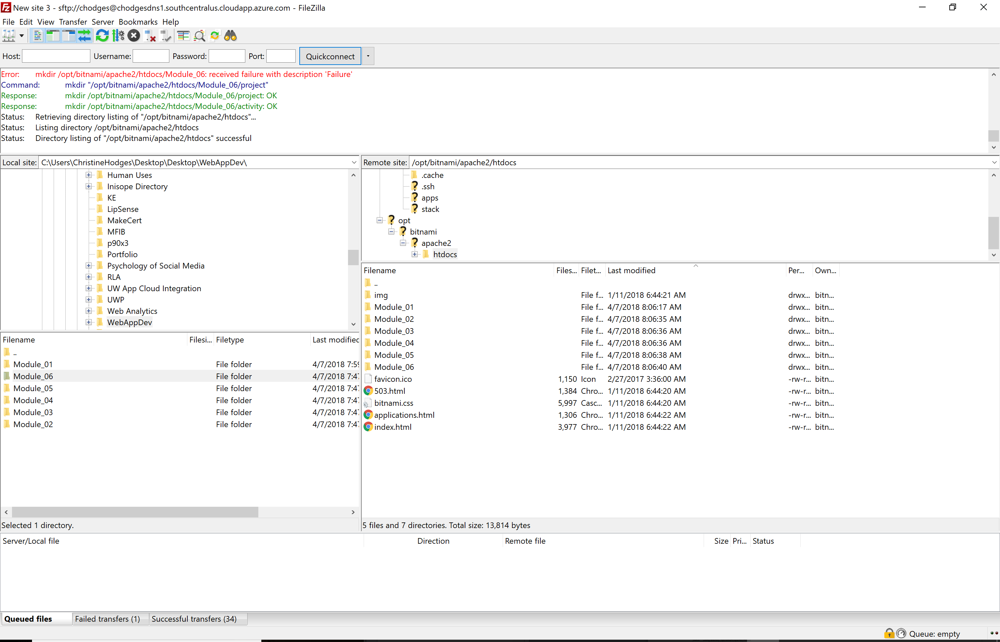 New site 3 - sftp://chodges@chodgesdns1.southcentralus.cloudapp.azure.com - FileZilla
File Edit View Transfer Server Bookmarks Help
Host: Username: Password: Port: Quickconnect
Error: mkdir /opt/bitnami/apache2/htdocs/Module_06: received failure with description 'Failure'
Command: mkdir "/opt/bitnami/apache2/htdocs/Module_06/project"
Response: mkdir /opt/bitnami/apache2/htdocs/Module_06/project: OK
Response: mkdir /opt/bitnami/apache2/htdocs/Module_06/activity: OK
Status: Retrieving directory listing of "/opt/bitnami/apache2/htdocs"...
Status: Listing directory /opt/bitnami/apache2/htdocs
Status: Directory listing of "/opt/bitnami/apache2/htdocs" successful
Local site: C:\Users\ChristineHodges\Desktop\Desktop\WebAppDev\
Human Uses
Inisope Directory
KE
LipSense
MakeCert
MFIB
p90x3
Portfolio
Psychology of Social Media
RLA
UW App Cloud Integration
UWP
Web Analytics
WebAppDev
Filename Filesi... Filetype Last modified
..
Module_01 File folder 4/7/2018 7:59
Module_06 File folder 4/7/2018 7:47
Module_05 File folder 4/7/2018 7:47
Module_04 File folder 4/7/2018 7:47
Module_03 File folder 4/7/2018 7:47
Module_02 File folder 4/7/2018 7:47
Selected 1 directory.
Remote site: /opt/bitnami/apache2/htdocs
.cache
.ssh
apps
stack
opt
bitnami
apache2
htdocs
Filename Files... Filet... Last modified Per... Own...
..
img File f... 1/11/2018 6:44:21 AM drwx... bitn...
Module_01 File f... 4/7/2018 8:06:17 AM drwx... bitn...
Module_02 File f... 4/7/2018 8:06:35 AM drwx... bitn...
Module_03 File f... 4/7/2018 8:06:36 AM drwx... bitn...
Module_04 File f... 4/7/2018 8:06:36 AM drwx... bitn...
Module_05 File f... 4/7/2018 8:06:38 AM drwx... bitn...
Module_06 File f... 4/7/2018 8:06:40 AM drwx... bitn...
favicon.ico 1,150 Icon 2/27/2017 3:36:00 AM -rw-r... bitn...
503.html 1,384 Chro... 1/11/2018 6:44:20 AM -rw-r... bitn...
bitnami.css 5,997 Casc... 1/11/2018 6:44:20 AM -rw-r... bitn...
applications.html 1,306 Chro... 1/11/2018 6:44:22 AM -rw-r... bitn...
index.html 3,977 Chro... 1/11/2018 6:44:22 AM -rw-r... bitn...
5 files and 7 directories. Total size: 13,814 bytes
Server/Local file Direction Remote file Size Pri... Status
Queued files Failed transfers (1) Successful transfers (34)
Queue: empty